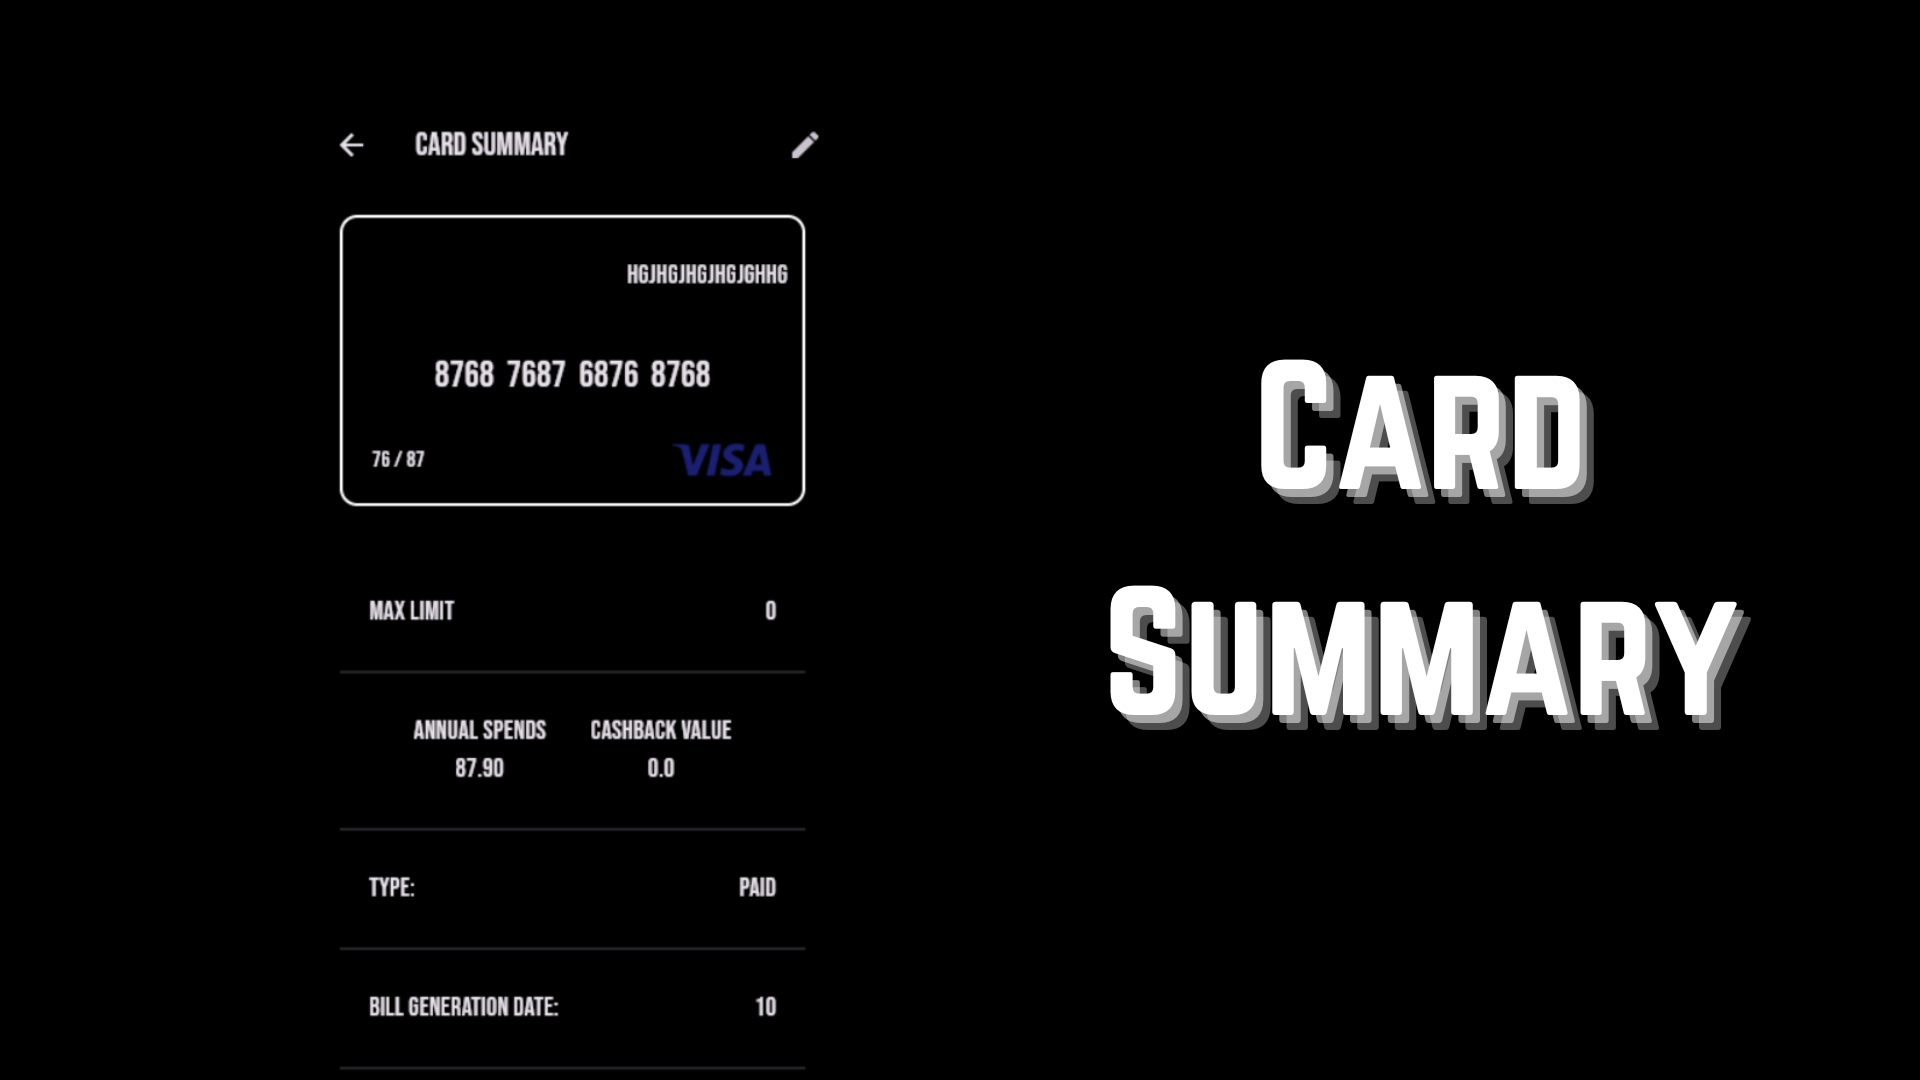 CARD SUMMARY
HGJHGJHGJHGJGHHG
8768 7687 6876 8768
76 / 87
VISA
MAX LIMIT 0
ANNUAL SPENDS CASHBACK VALUE
87.90 0.0
TYPE: PAID
BILL GENERATION DATE: 10
CARD
SUMMARY